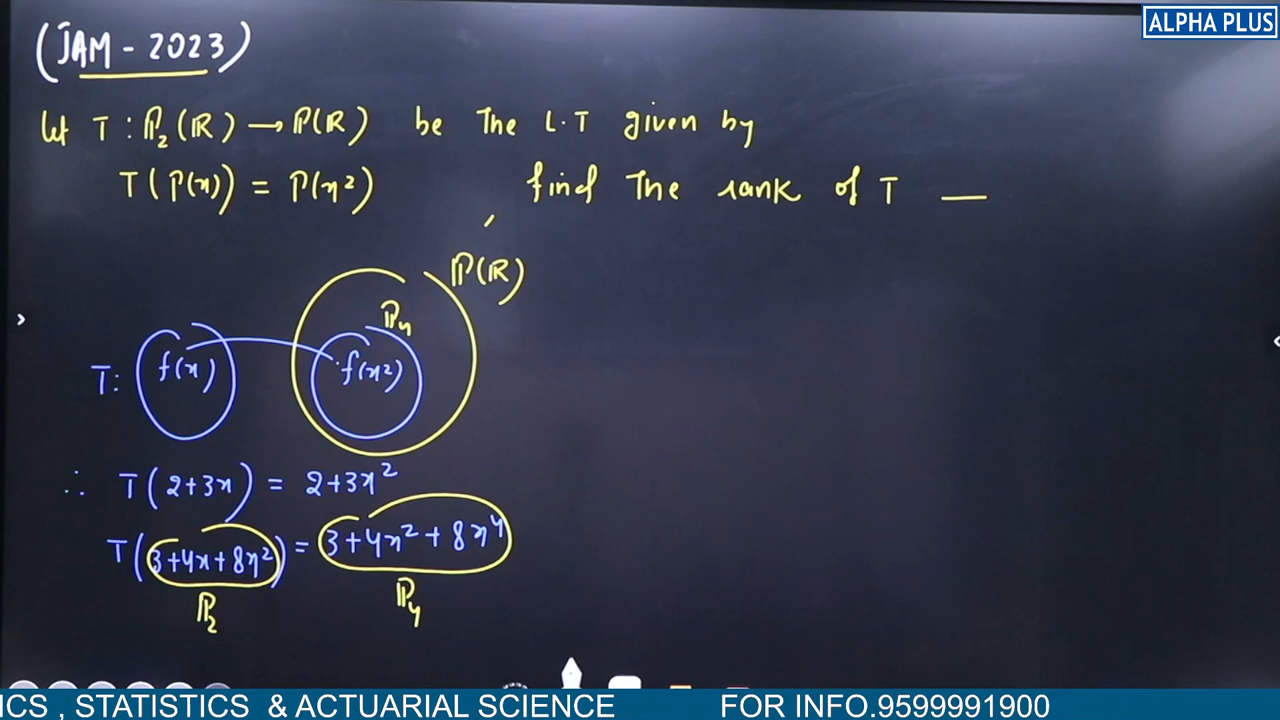 ALPHA PLUS
(JAM - 2023)
let T : P₂(R) → P(R) be The L.T given by
T(P(x)) = P(x²) find The rank of T __
P(R)
P₄
T: f(x) f(x²)
∴ T(2+3x) = 2+3x²
T(3+4x+8x²) = 3+4x²+8x⁴
P₂ P₄
ICS , STATISTICS & ACTUARIAL SCIENCE FOR INFO.9599991900